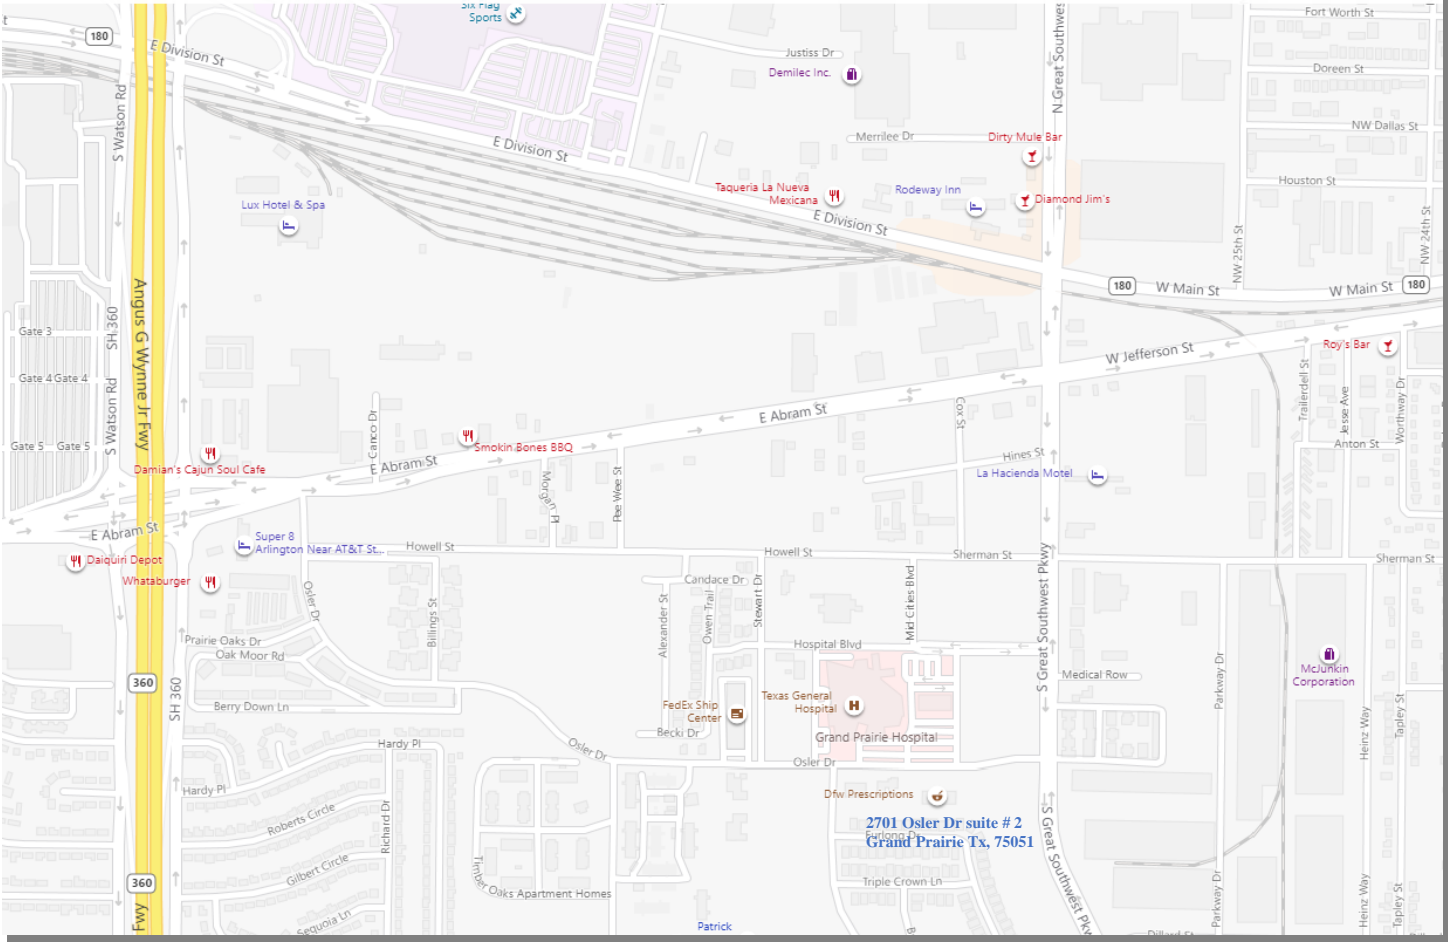 Six Flag
Sports
Fort Worth St
180
E Division St
Justiss Dr
Demilec Inc.
Doreen St
N Great Southwes
S Watson Rd
NW Dallas St
Merrilee Dr
Dirty Mule Bar
E Division St
Houston St
Taqueria La Nueva
Mexicana
Rodeway Inn
Diamond Jim's
Lux Hotel & Spa
E Division St
NW 25th St
NW 24th St
180
W Main St
W Main St
180
Angus G Wynne Jr Fwy
SH 360
Gate 3
Roy's Bar
W Jefferson St
Gate 4
Gate 4
S Watson Rd
Trailerdell St
Jesse Ave
Worthway Dr
Canco Dr
E Abram St
Cox St
Gate 5
Gate 5
Smokin Bones BBQ
Anton St
Damian's Cajun Soul Cafe
E Abram St
Hines St
La Hacienda Motel
Morgan Pl
Pee Wee St
E Abram St
Super 8
Arlington Near AT&T St...
Howell St
Howell St
Sherman St
Sherman St
Daiquiri Depot
Whataburger
Candace Dr
Osler Dr
Billings St
Alexander St
Owen Trail
Stewart Dr
Mid Cities Blvd
S Great Southwest Pkwy
Prairie Oaks Dr
Oak Moor Rd
Hospital Blvd
McJunkin
Corporation
Medical Row
Parkway Dr
360
SH 360
Berry Down Ln
FedEx Ship
Center
Texas General
Hospital
Becki Dr
Grand Prairie Hospital
Heinz Way
Tapley St
Hardy Pl
Osler Dr
Osler Dr
Hardy Pl
Dfw Prescriptions
Roberts Circle
Richard Dr
2701 Osler Dr suite # 2
Furlong Dr
Grand Prairie Tx, 75051
S Great Southwest Pkw
Gilbert Circle
Timber Oaks Apartment Homes
Triple Crown Ln
360
Parkway Dr
Heinz Way
Tapley St
Fwy
Sequoia Ln
Patrick
Dillard St